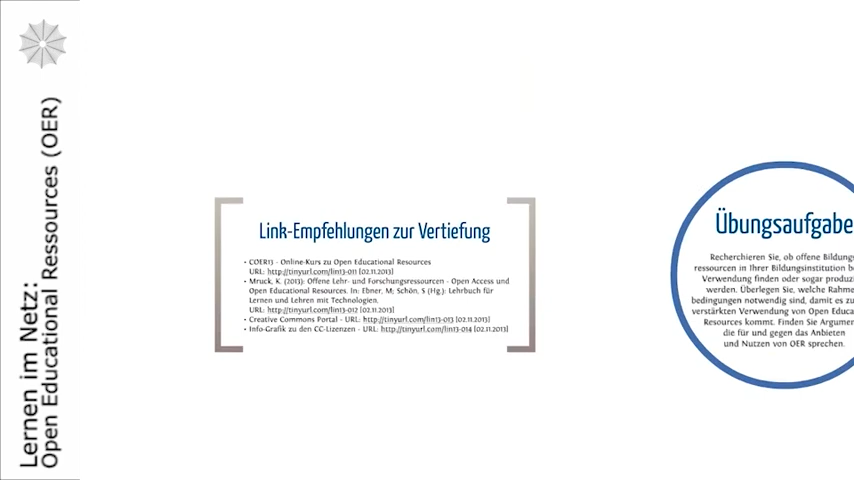 Lernen im Netz:
Open Educational Ressources (OER)
Link-Empfehlungen zur Vertiefung
• COER13 - Online-Kurs zu Open Educational Resources
URL: http://tinyurl.com/lin13-011 [02.11.2013]
• Mruck, K. (2013): Offene Lehr- und Forschungsressourcen - Open Access und
Open Educational Resources. In: Ebner, M; Schön, S (Hg.): Lehrbuch für
Lernen und Lehren mit Technologien.
URL: http://tinyurl.com/lin13-012 [02.11.2013]
• Creative Commons Portal - URL: http://tinyurl.com/lin13-013 [02.11.2013]
• Info-Grafik zu den CC-Lizenzen - URL: http://tinyurl.com/lin13-014 [02.11.2013]
Übungsaufgabe
Recherchieren Sie, ob offene Bildung
ressourcen in Ihrer Bildungsinstitution be
Verwendung finden oder sogar produz
werden. Überlegen Sie, welche Rahme
bedingungen notwendig sind, damit es zu
verstärkten Verwendung von Open Educa
Resources kommt. Finden Sie Argumen
die für und gegen das Anbieten
und Nutzen von OER sprechen.